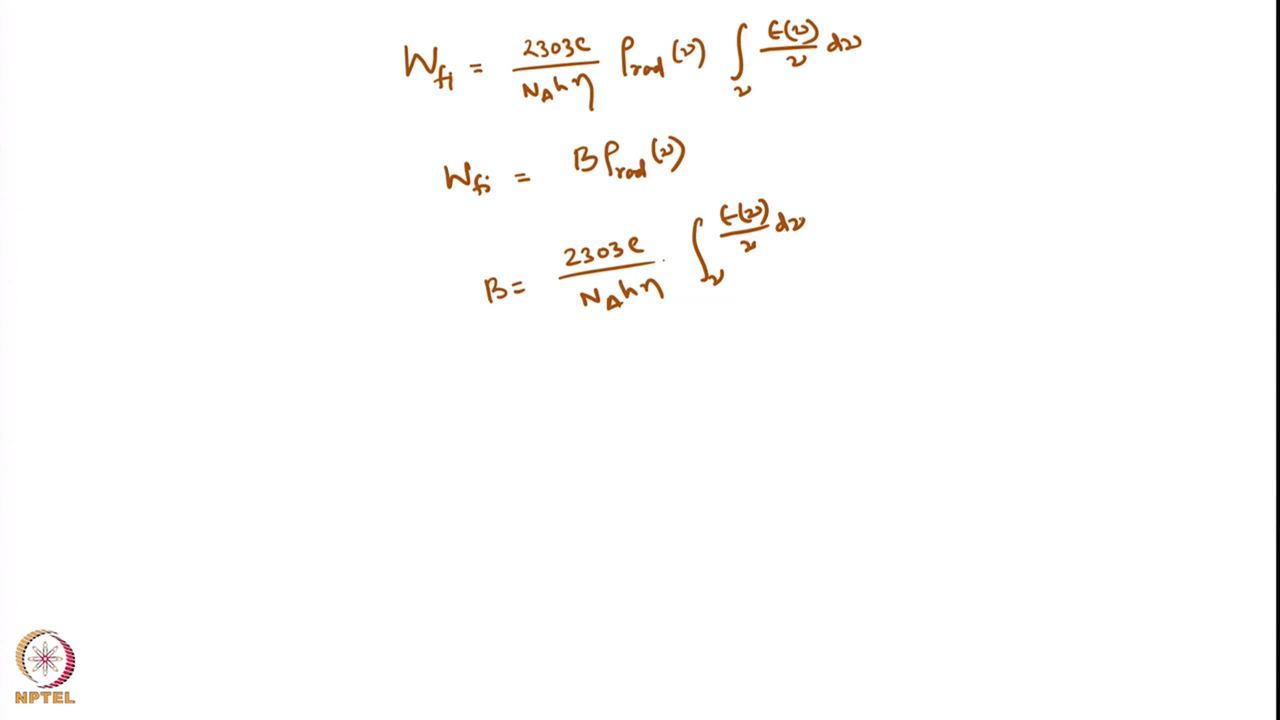 W_fi = 2303c / N_A h η ρ_rad(ν) ∫_ν ε(ν)/ν dν
W_fi = B ρ_rad(ν)
B = 2303c / N_A h η ∫_ν ε(ν)/ν dν
NPTEL